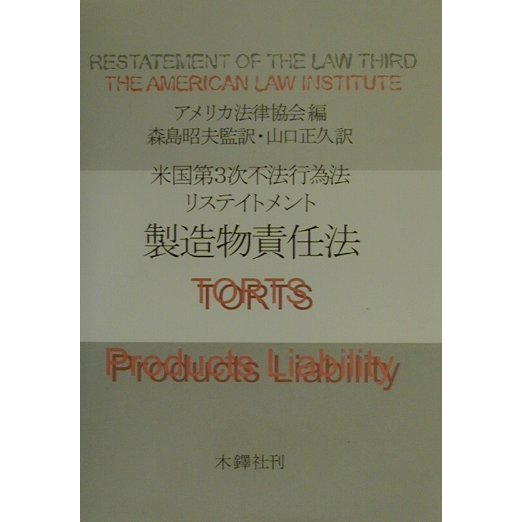 RESTATEMENT OF THE LAW THIRD
THE AMERICAN LAW INSTITUTE
アメリカ法律協会編
森島昭夫監訳・山口正久訳
米国第3次不法行為法
リステイトメント
製造物責任法
TORTS
Products Liability
木鐸社刊